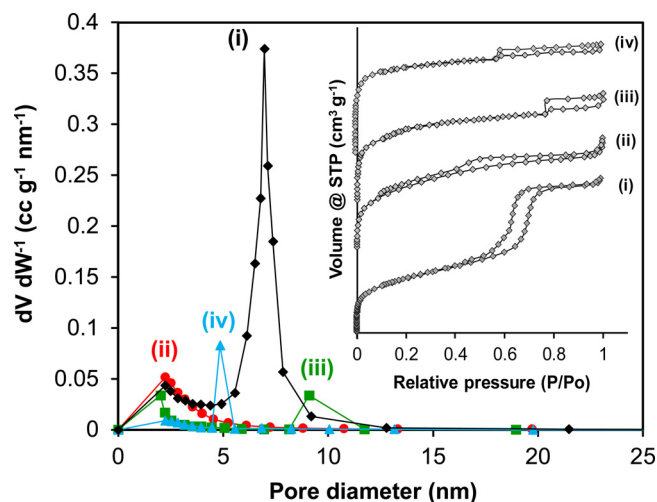 (i)
0.4
0.35
0.3
0.25
0.2
0.15
0.1
0.05
0
dV dW⁻¹ (cc g⁻¹ nm⁻¹)
(ii)
(iv)
(iii)
0 5 10 15 20 25
Pore diameter (nm)
Volume @ STP (cm³ g⁻¹)
(iv)
(iii)
(ii)
(i)
0 0.2 0.4 0.6 0.8 1
Relative pressure (P/Po)